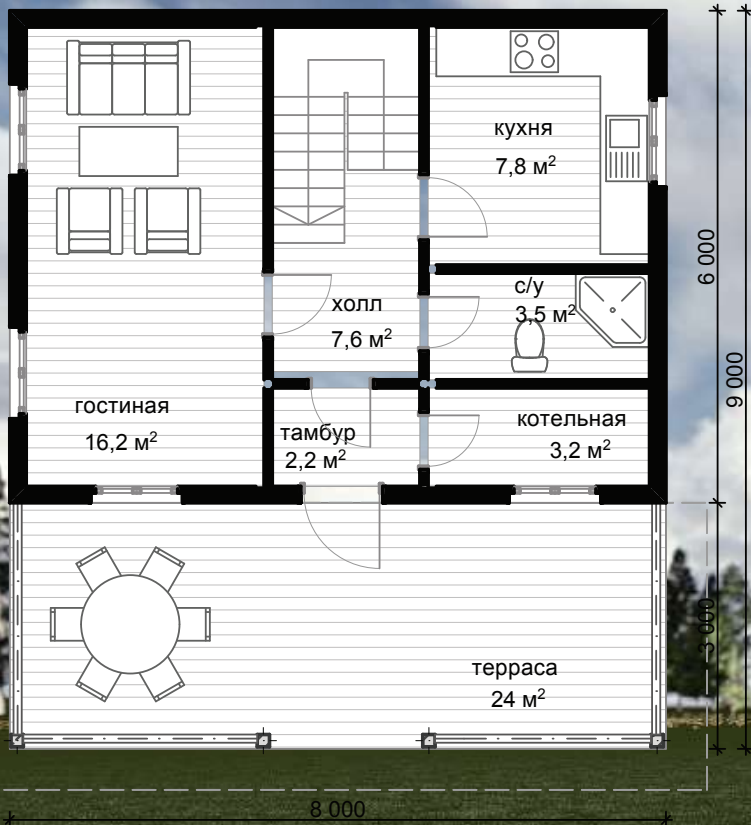 кухня
7,8 м²
с/у
3,5 м²
холл
7,6 м²
гостиная
16,2 м²
тамбур
2,2 м²
котельная
3,2 м²
терраса
24 м²
6 000
9 000
3 000
8 000